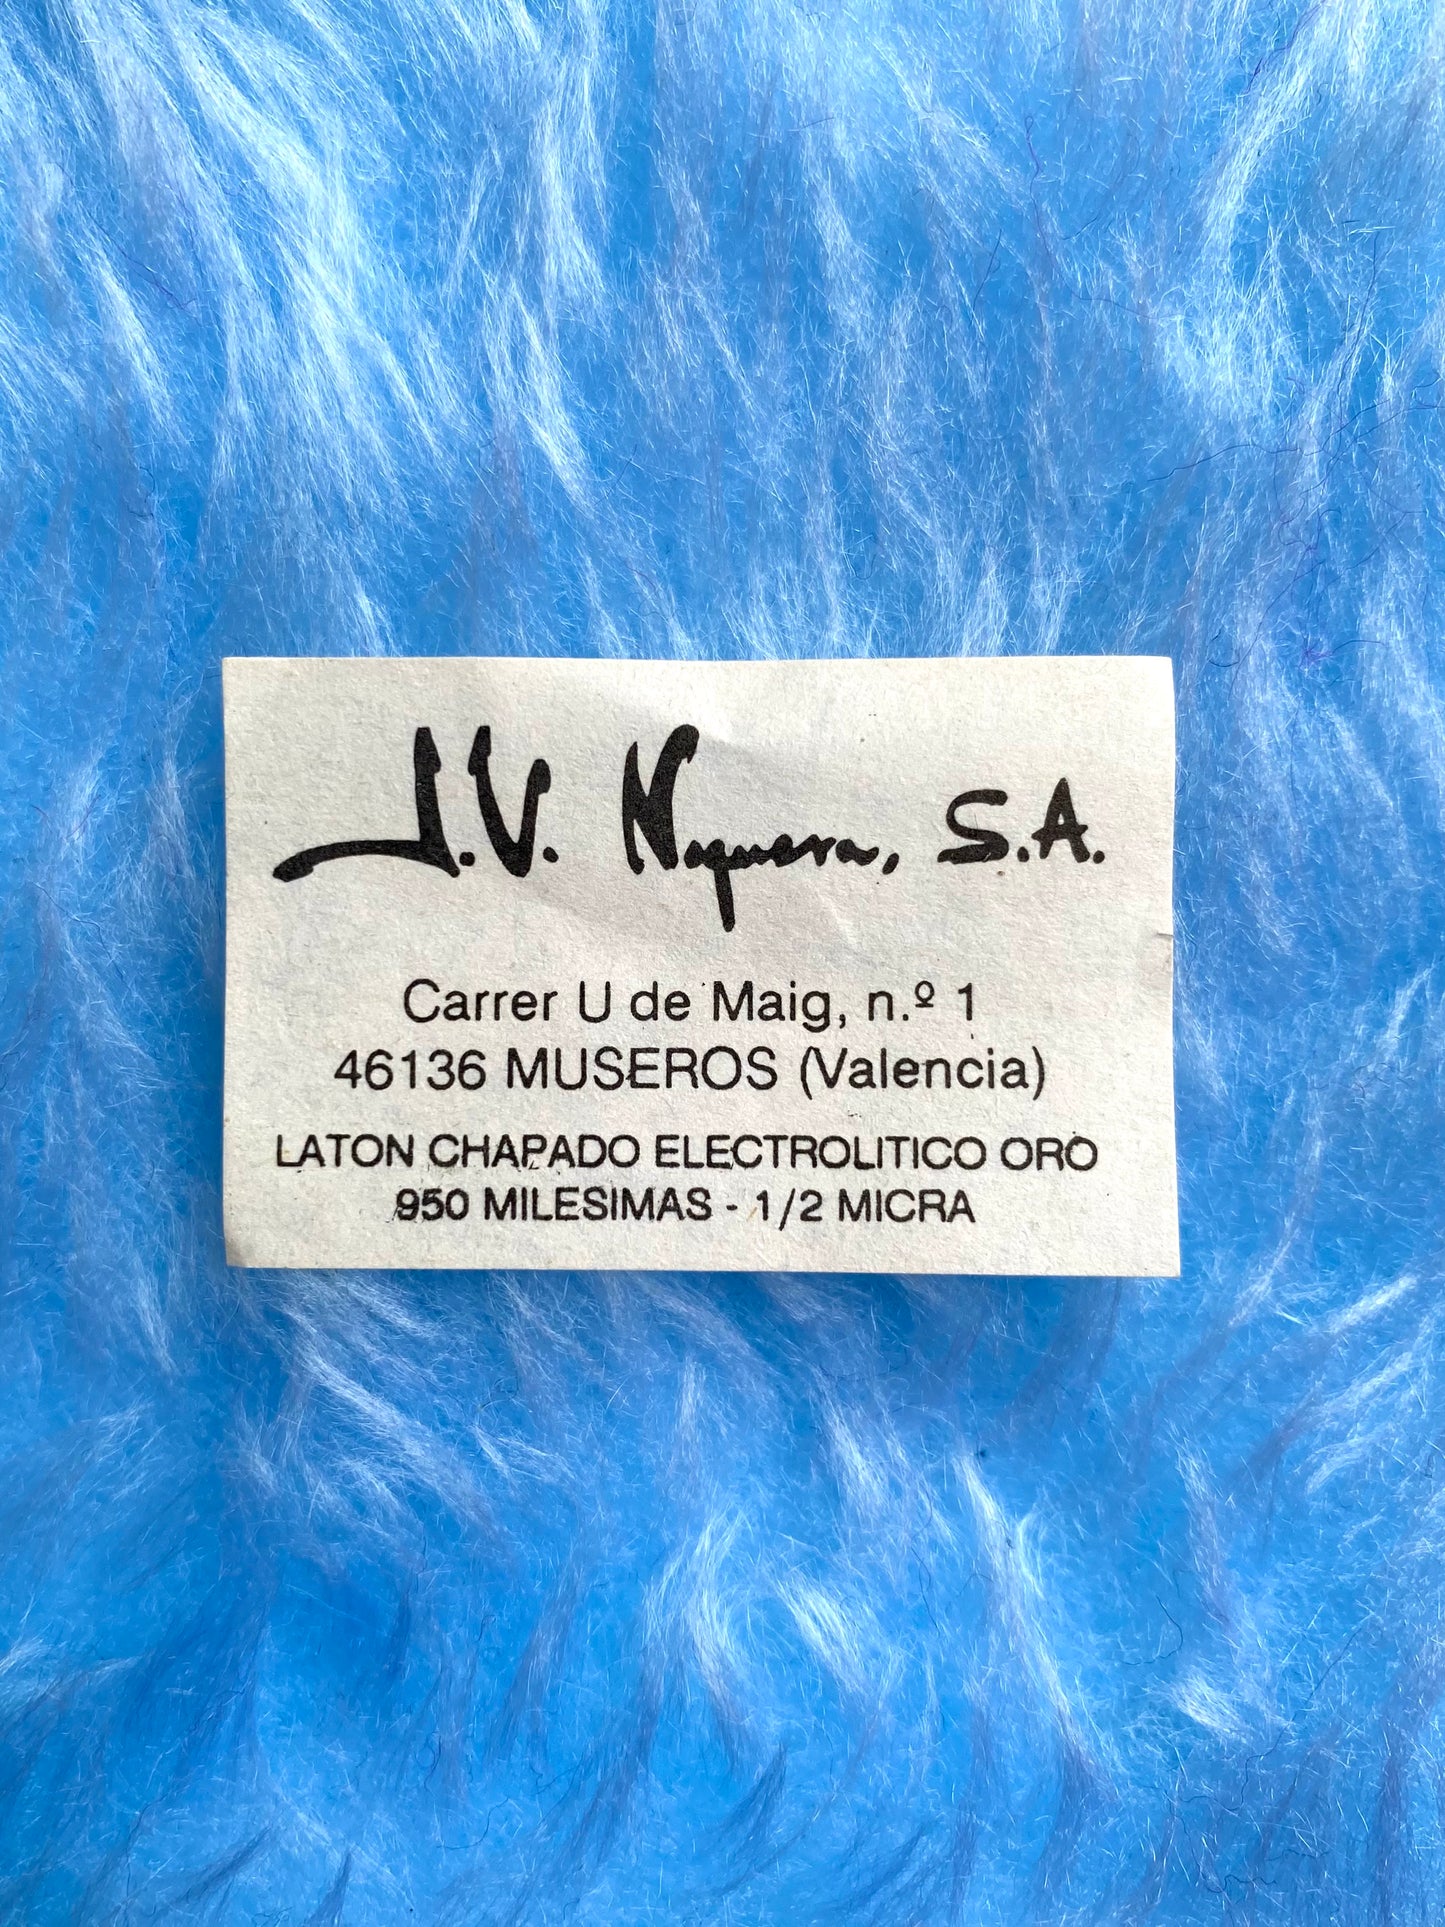 J.V. Noguera, S.A.
Carrer U de Maig, n.º 1
46136 MUSEROS (Valencia)
LATON CHAPADO ELECTROLITICO ORO
950 MILESIMAS - 1/2 MICRA